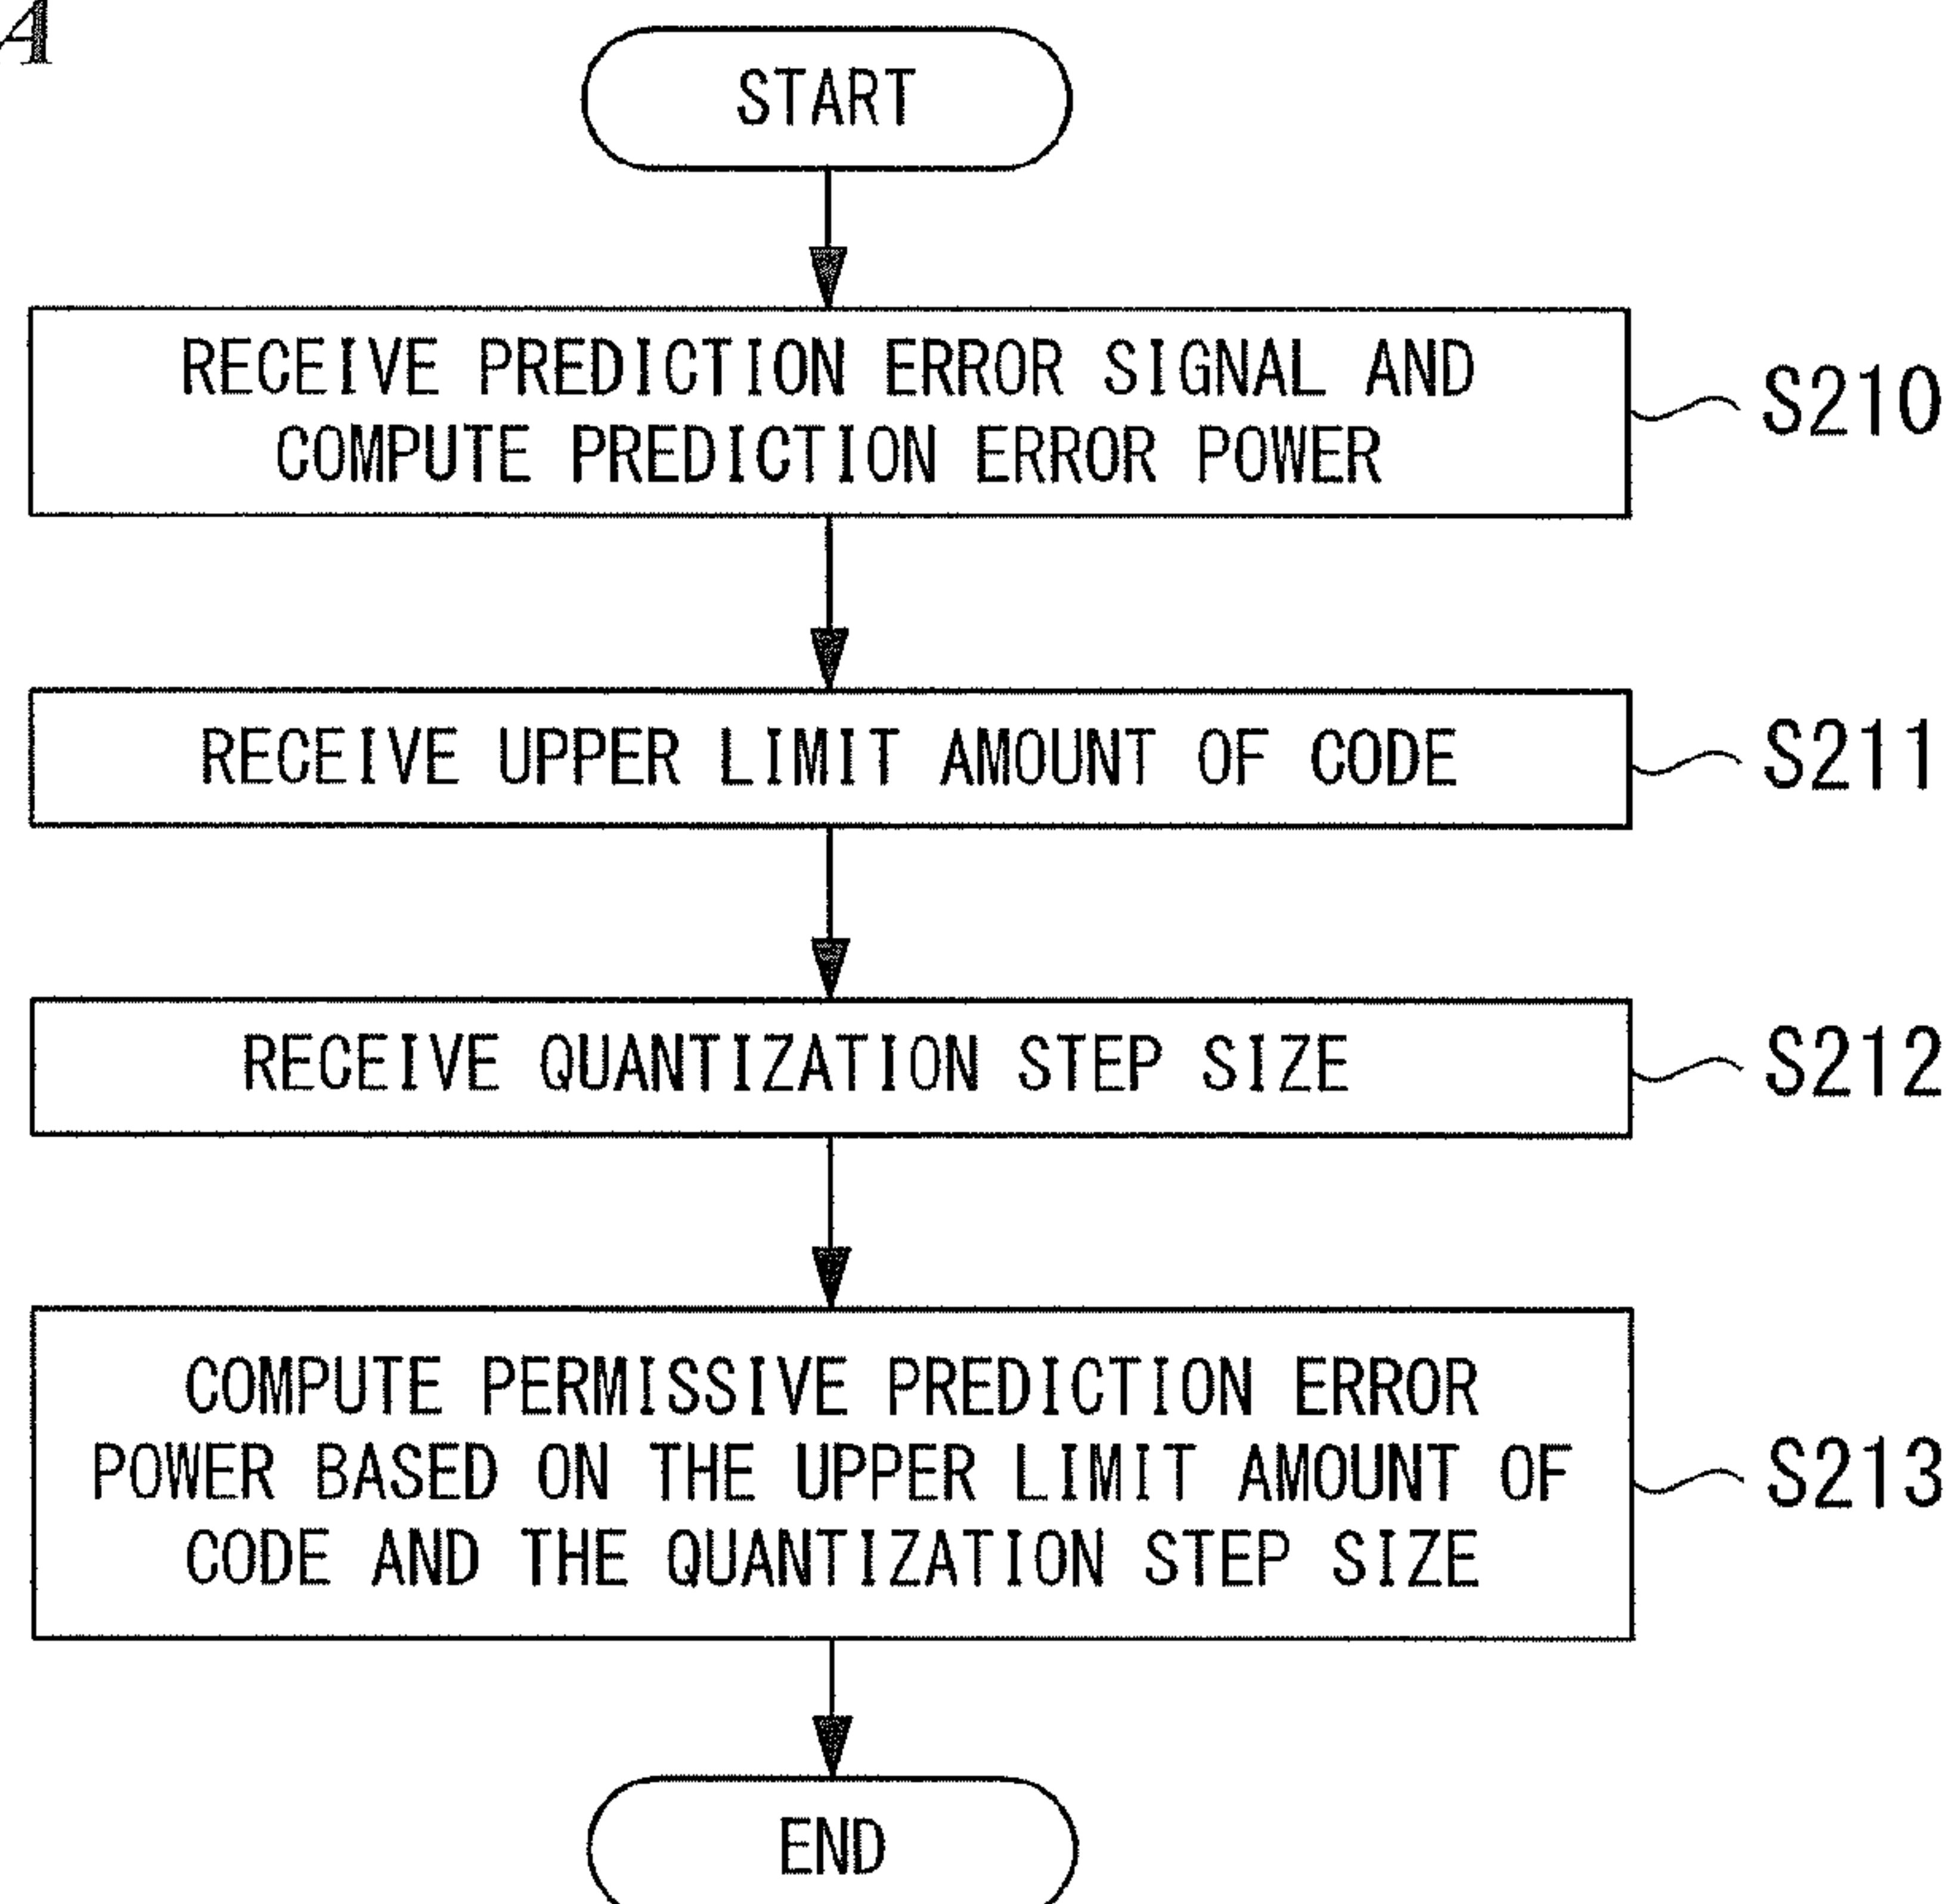 A
START
RECEIVE PREDICTION ERROR SIGNAL AND
COMPUTE PREDICTION ERROR POWER
S210
RECEIVE UPPER LIMIT AMOUNT OF CODE
S211
RECEIVE QUANTIZATION STEP SIZE
S212
COMPUTE PERMISSIVE PREDICTION ERROR
POWER BASED ON THE UPPER LIMIT AMOUNT OF
CODE AND THE QUANTIZATION STEP SIZE
S213
END